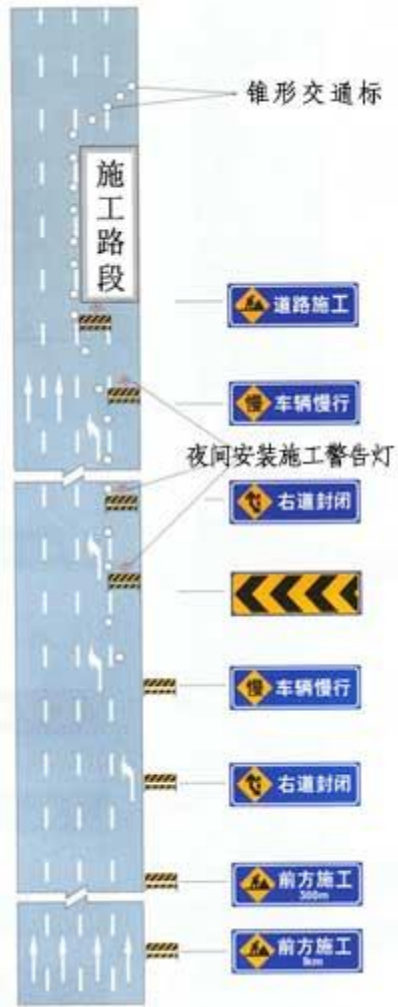 锥形交通标
施
工
路
段
道路施工
慢 车辆慢行
夜间安装施工警告灯
右道封闭
慢 车辆慢行
右道封闭
前方施工
300m
前方施工
1km